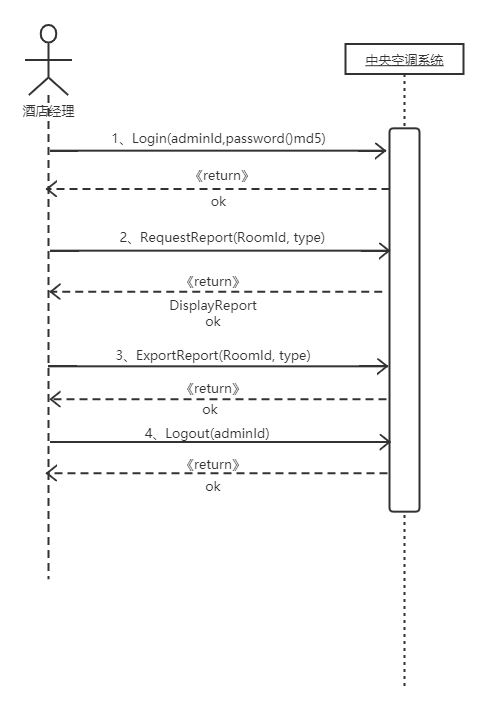 中央空调系统
酒店经理
1、Login(adminId,password()md5)
《return》
ok
2、RequestReport(RoomId, type)
《return》
DisplayReport
ok
3、ExportReport(RoomId, type)
《return》
ok
4、Logout(adminId)
《return》
ok